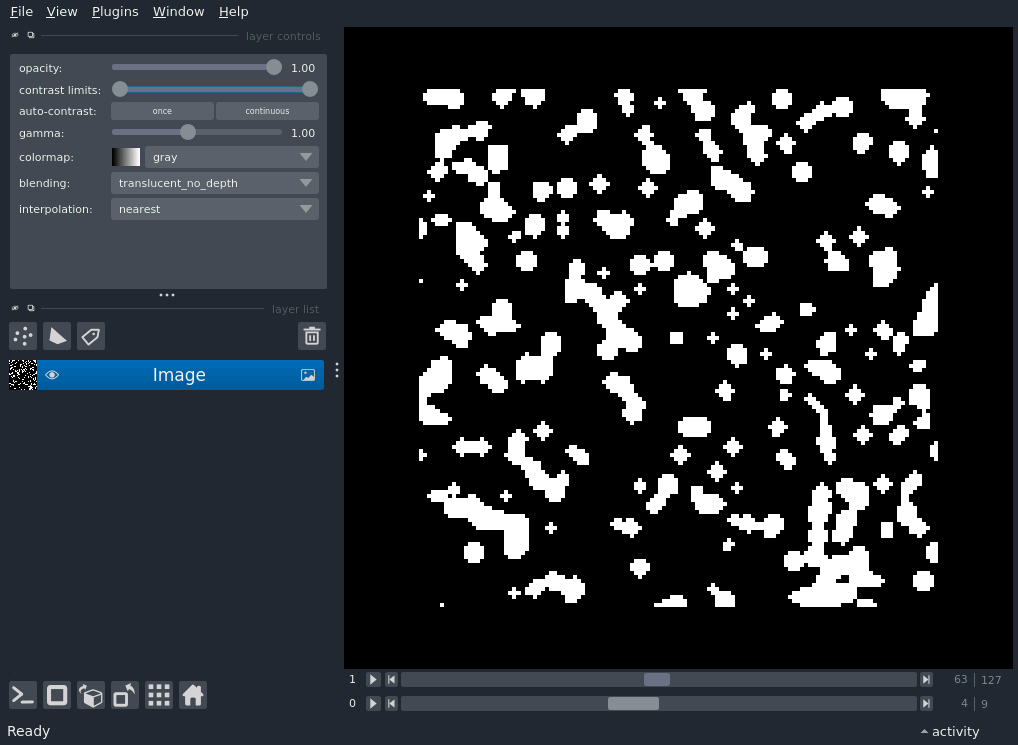 File View Plugins Window Help
layer controls
opacity: 1.00
contrast limits:
auto-contrast: once continuous
gamma: 1.00
colormap: gray
blending: translucent_no_depth
interpolation: nearest
layer list
Image
1 63 127
0 4 9
Ready activity